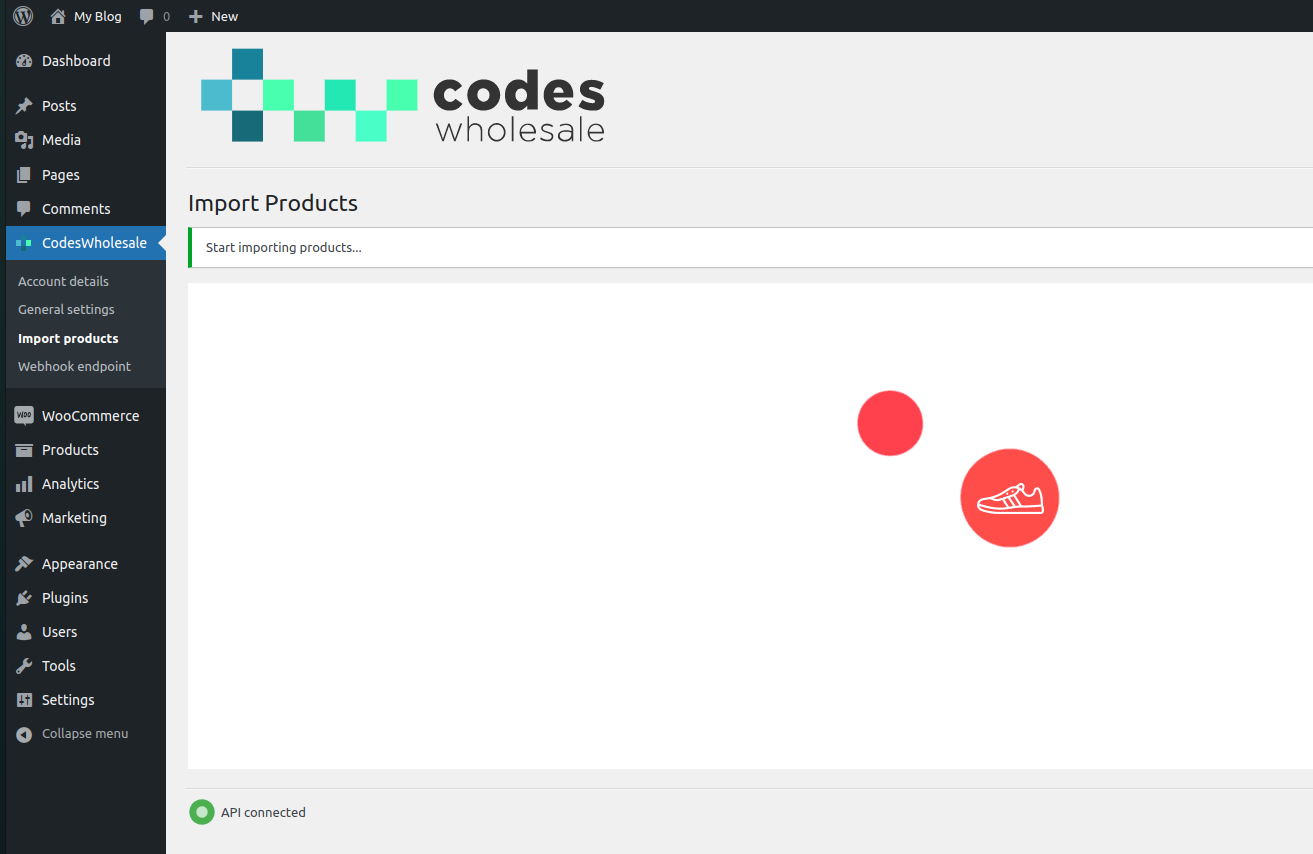 My Blog 0 New
Dashboard
Posts
Media
Pages
Comments
CodesWholesale
Account details
General settings
Import products
Webhook endpoint
WOO WooCommerce
Products
Analytics
Marketing
Appearance
Plugins
Users
Tools
Settings
Collapse menu
codes
wholesale
Import Products
Start importing products...
API connected